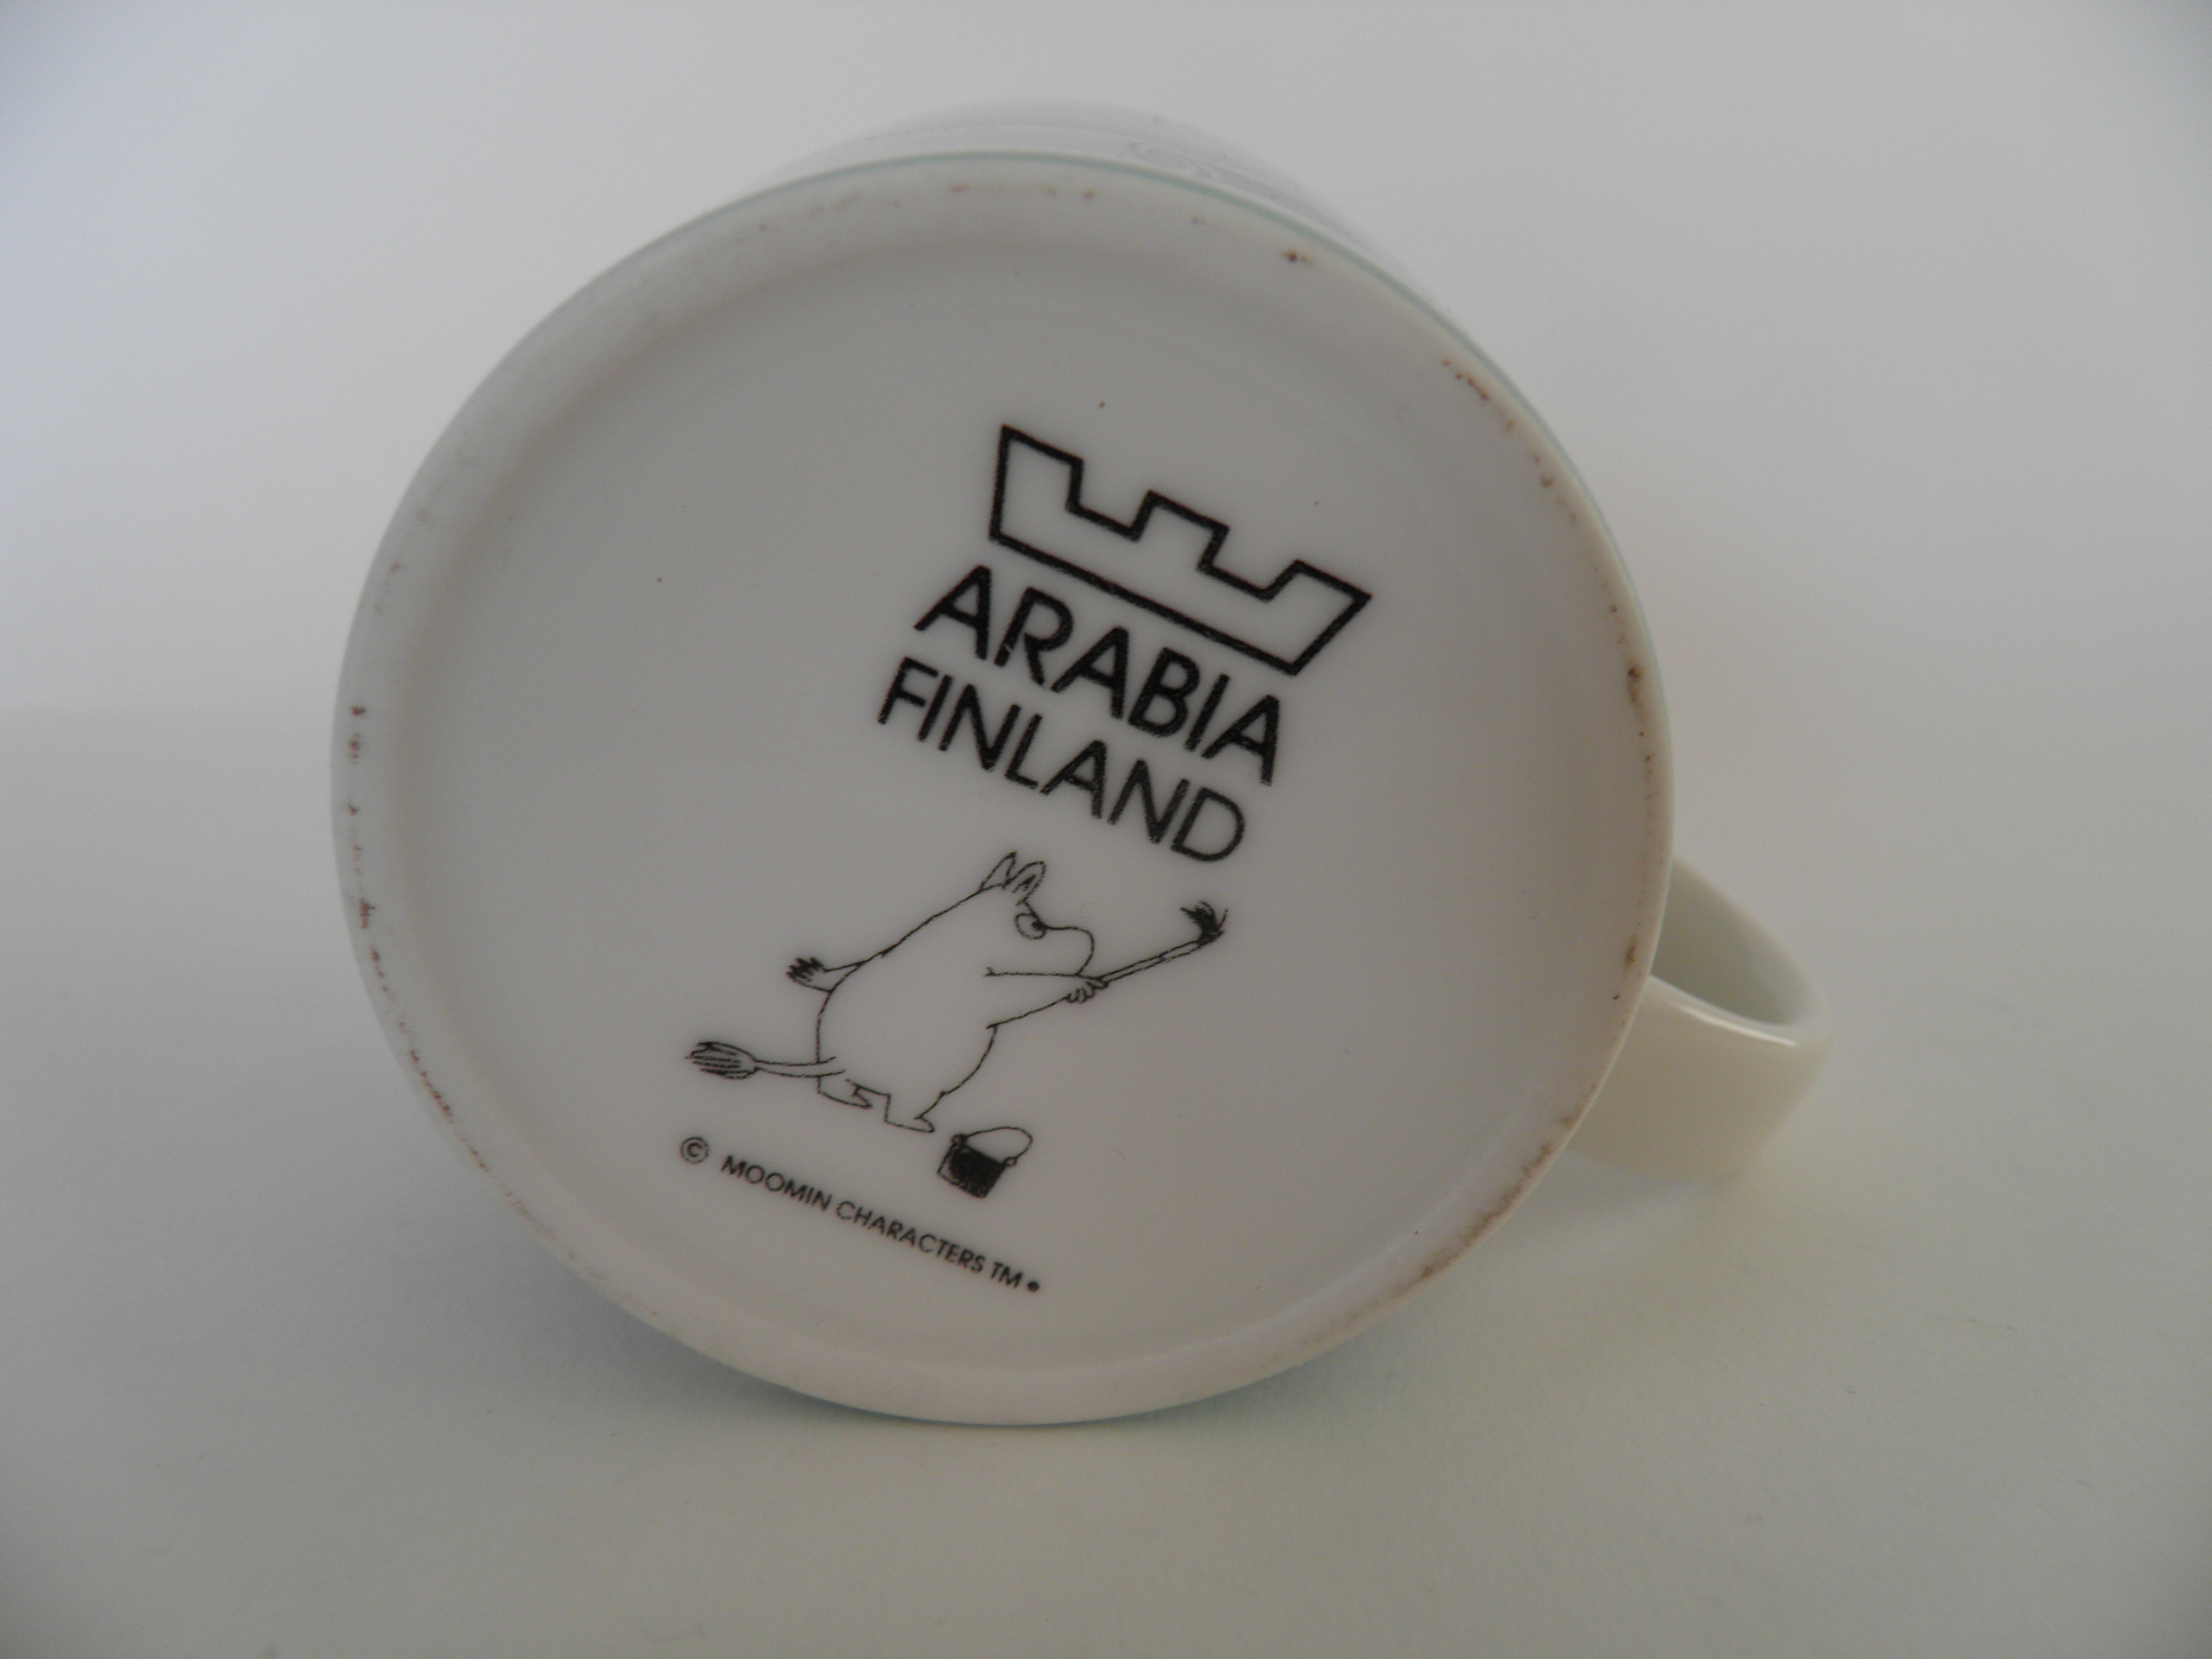 ARABIA
FINLAND
© MOOMIN CHARACTERS TM